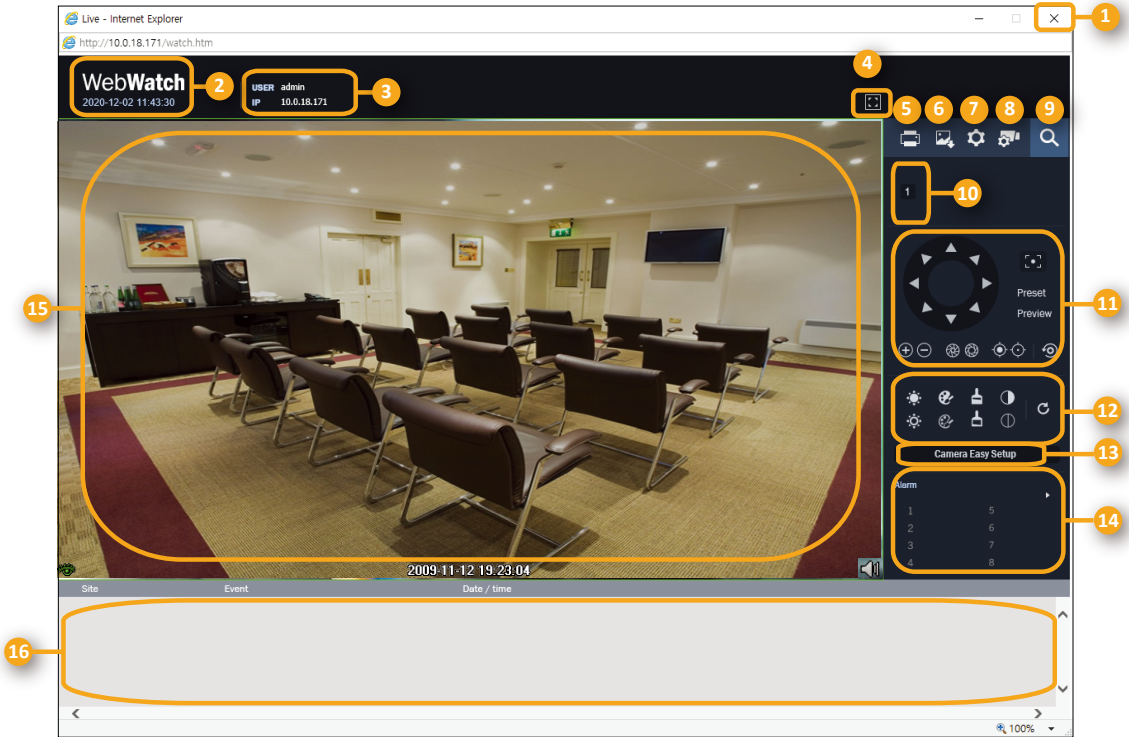 Live - Internet Explorer
1
http://10.0.18.171/watch.htm
WebWatch
2020-12-02 11:43:30
2
USER admin
IP 10.0.18.171
3
4
5 6 7 8 9
1
10
Preset
Preview
11
12
Camera Easy Setup
13
Alarm
1 5
2 6
3 7
4 8
14
15
2009-11-12 19:23:04
Site Event Date / time
16
100%